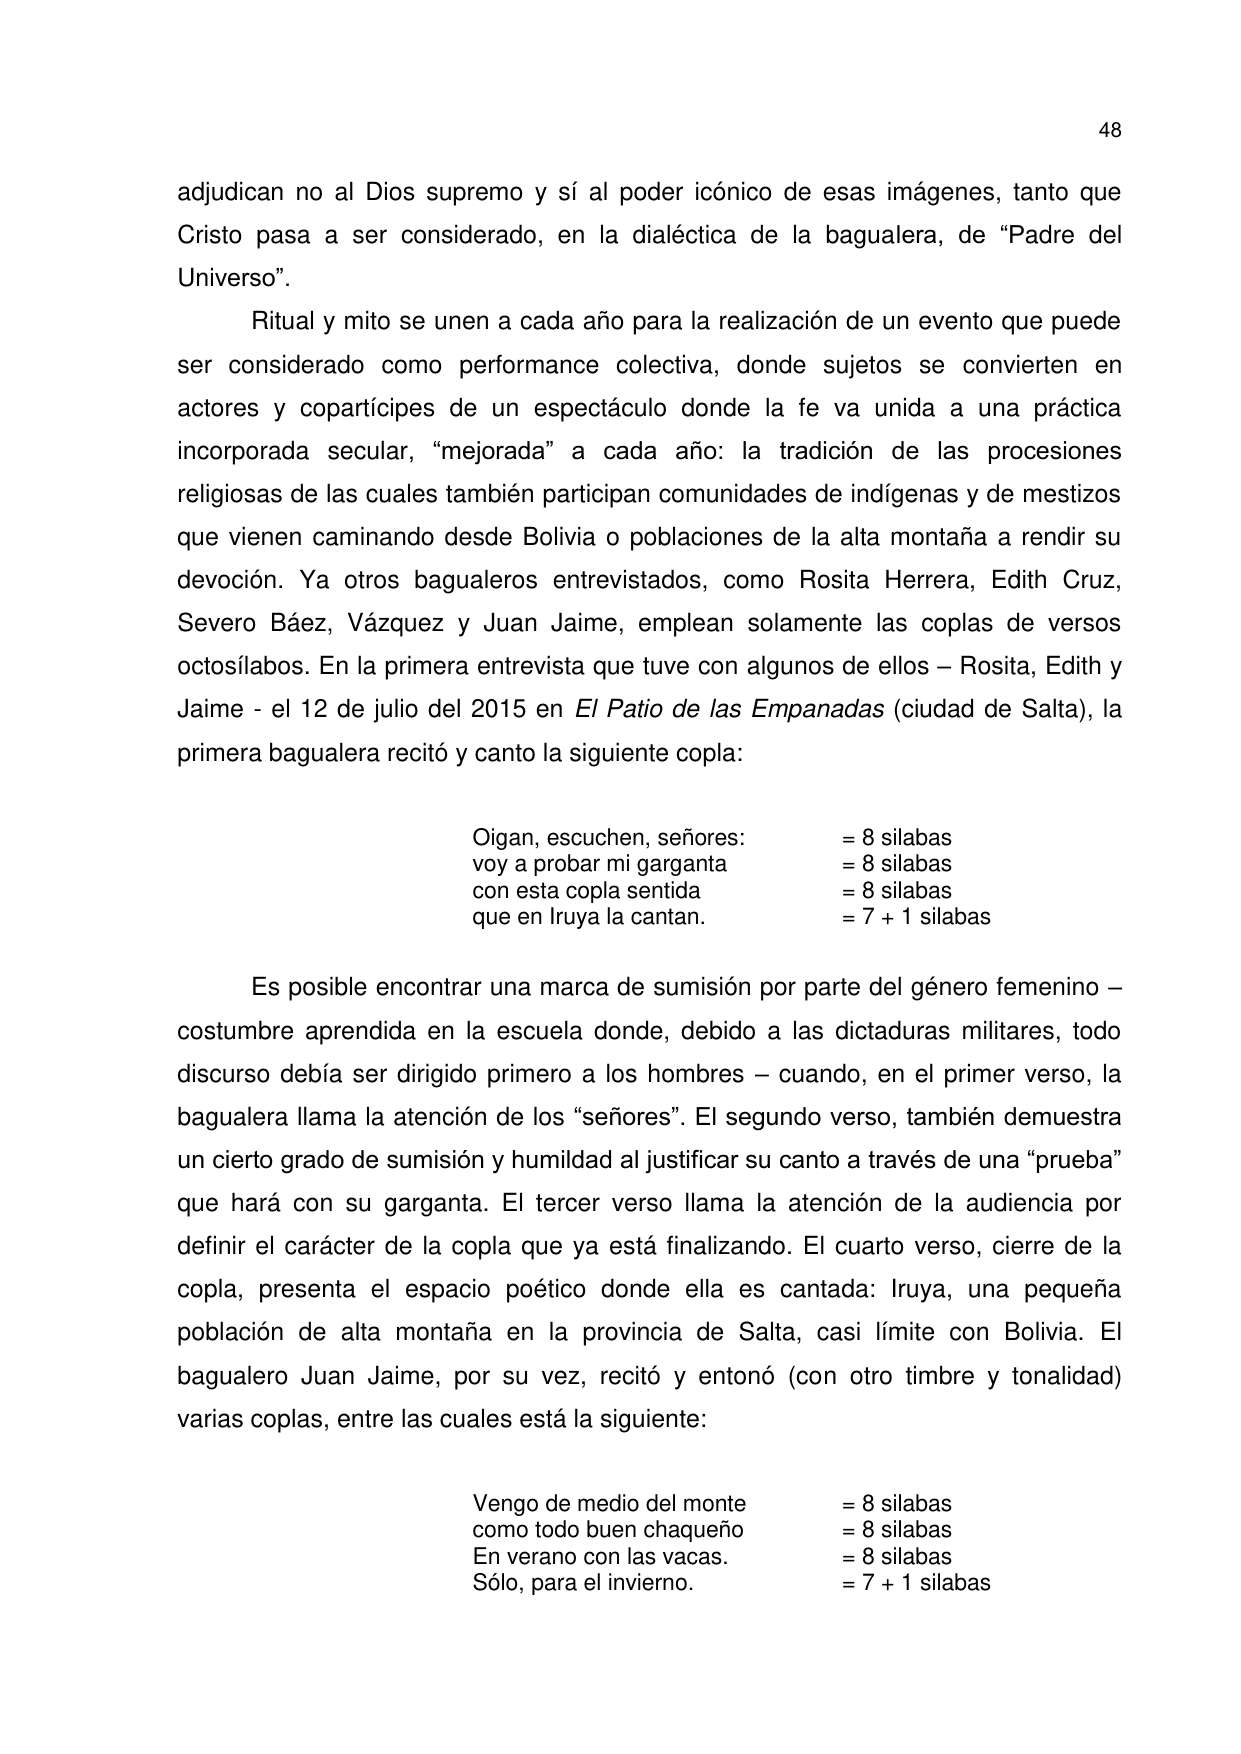 48
adjudican no al Dios supremo y sí al poder icónico de esas imágenes, tanto que
Cristo pasa a ser considerado, en la dialéctica de la bagualera, de “Padre del
Universo”.
Ritual y mito se unen a cada año para la realización de un evento que puede
ser considerado como performance colectiva, donde sujetos se convierten en
actores y copartícipes de un espectáculo donde la fe va unida a una práctica
incorporada secular, “mejorada” a cada año: la tradición de las procesiones
religiosas de las cuales también participan comunidades de indígenas y de mestizos
que vienen caminando desde Bolivia o poblaciones de la alta montaña a rendir su
devoción. Ya otros bagualeros entrevistados, como Rosita Herrera, Edith Cruz,
Severo Báez, Vázquez y Juan Jaime, emplean solamente las coplas de versos
octosílabos. En la primera entrevista que tuve con algunos de ellos – Rosita, Edith y
Jaime - el 12 de julio del 2015 en El Patio de las Empanadas (ciudad de Salta), la
primera bagualera recitó y canto la siguiente copla:
Oigan, escuchen, señores: = 8 silabas
voy a probar mi garganta = 8 silabas
con esta copla sentida = 8 silabas
que en Iruya la cantan. = 7 + 1 silabas
Es posible encontrar una marca de sumisión por parte del género femenino –
costumbre aprendida en la escuela donde, debido a las dictaduras militares, todo
discurso debía ser dirigido primero a los hombres – cuando, en el primer verso, la
bagualera llama la atención de los “señores”. El segundo verso, también demuestra
un cierto grado de sumisión y humildad al justificar su canto a través de una “prueba”
que hará con su garganta. El tercer verso llama la atención de la audiencia por
definir el carácter de la copla que ya está finalizando. El cuarto verso, cierre de la
copla, presenta el espacio poético donde ella es cantada: Iruya, una pequeña
población de alta montaña en la provincia de Salta, casi límite con Bolivia. El
bagualero Juan Jaime, por su vez, recitó y entonó (con otro timbre y tonalidad)
varias coplas, entre las cuales está la siguiente:
Vengo de medio del monte = 8 silabas
como todo buen chaqueño = 8 silabas
En verano con las vacas. = 8 silabas
Sólo, para el invierno. = 7 + 1 silabas